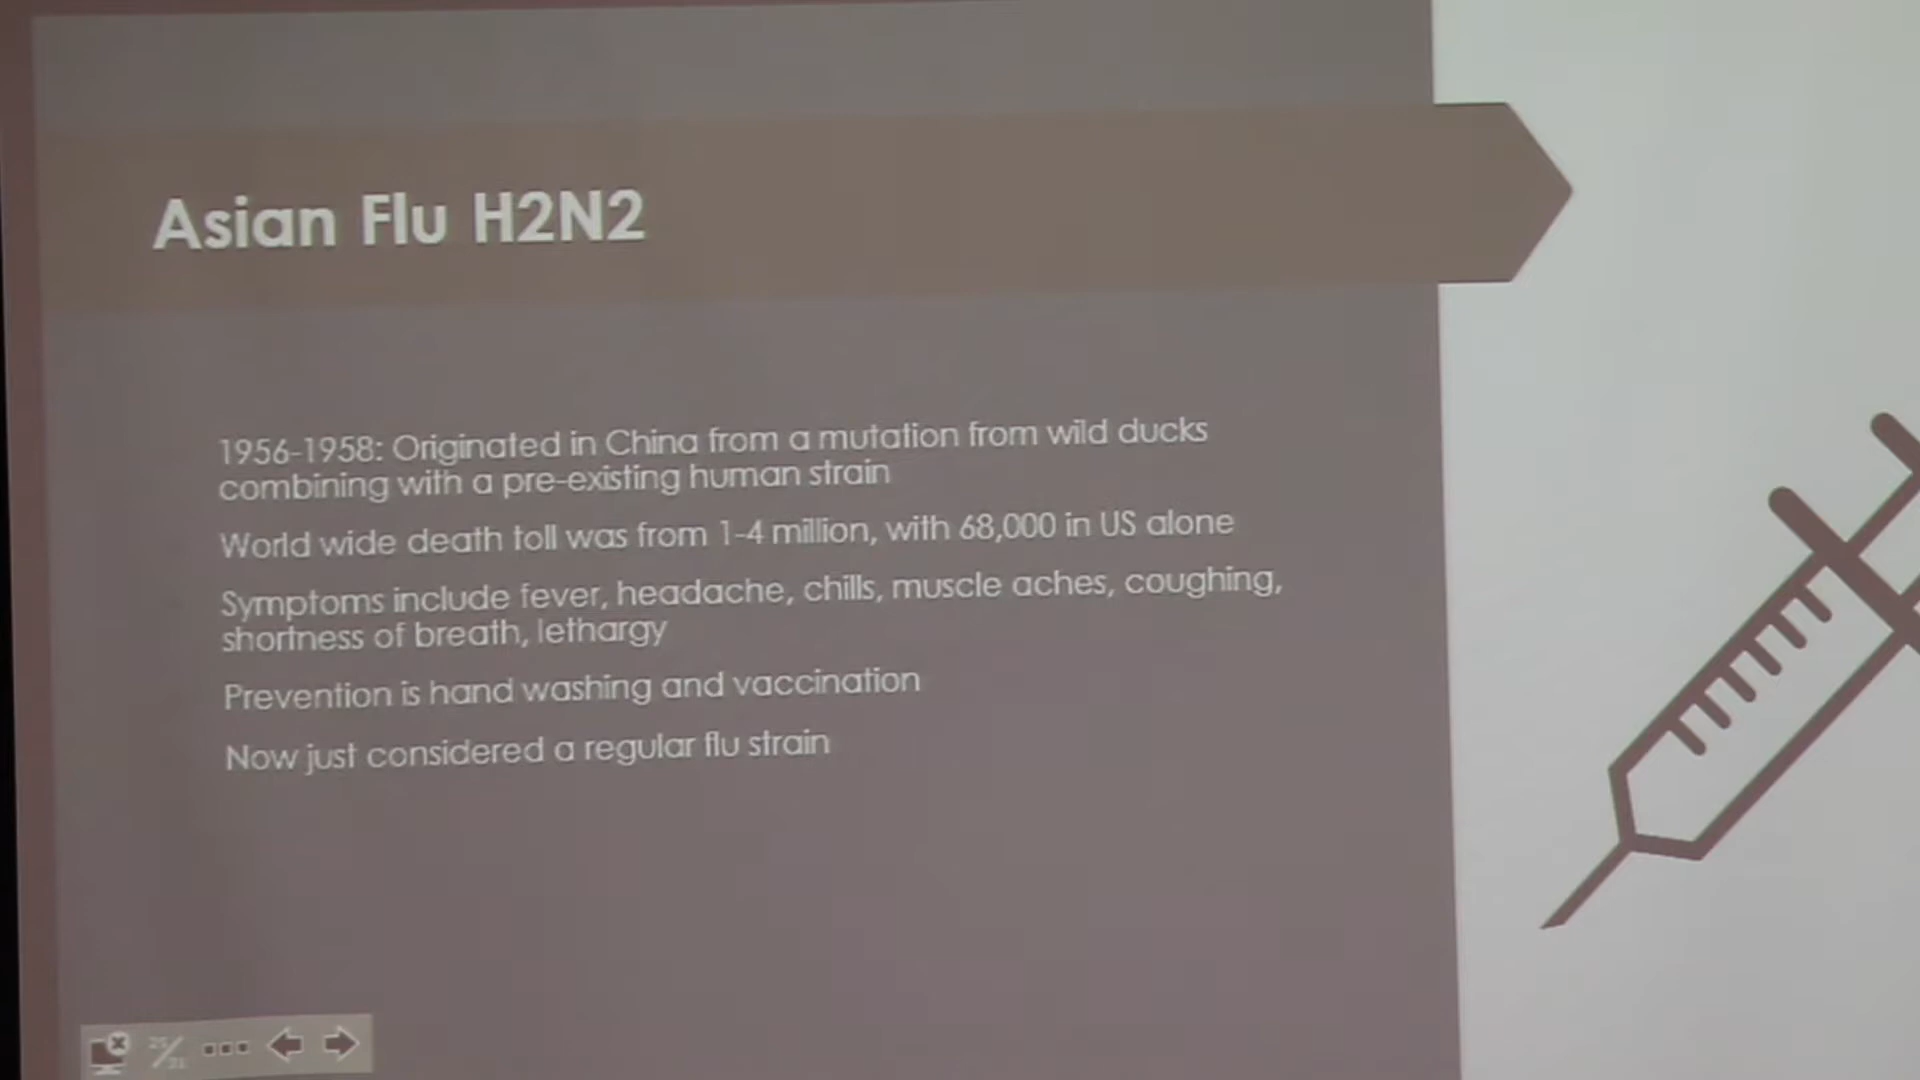 Asian Flu H2N2
1956-1958: Originated in China from a mutation from wild ducks
combining with a pre-existing human strain
World wide death toll was from 1-4 million, with 68,000 in US alone
Symptoms include fever, headache, chills, muscle aches, coughing,
shortness of breath, lethargy
Prevention is hand washing and vaccination
Now just considered a regular flu strain